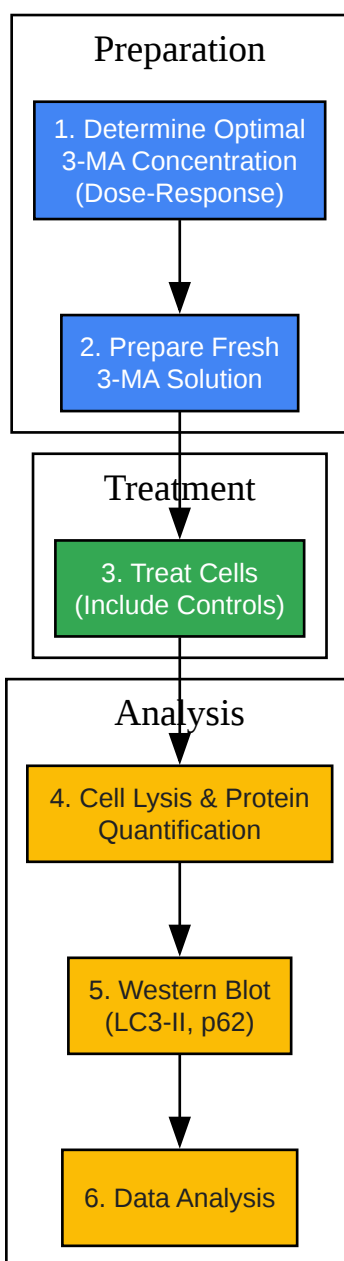 Preparation
1. Determine Optimal
3-MA Concentration
(Dose-Response)
2. Prepare Fresh
3-MA Solution
Treatment
3. Treat Cells
(Include Controls)
Analysis
4. Cell Lysis & Protein
Quantification
5. Western Blot
(LC3-II, p62)
6. Data Analysis